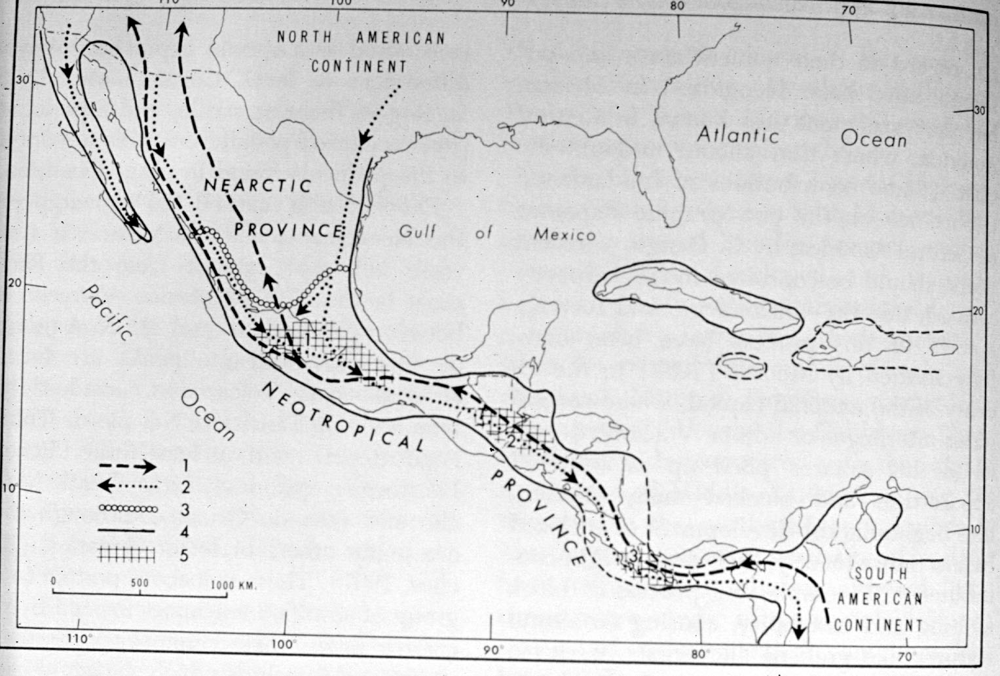 110
100
90
80
70
NORTH AMERICAN
CONTINENT
30
30
Atlantic Ocean
NEARCTIC
PROVINCE
Gulf of Mexico
20
20
Pacific
Ocean
1
NEOTROPICAL
2
PROVINCE
1
2
3
4
5
10
10
3
0 500 1000 KM.
SOUTH
AMERICAN
CONTINENT
110°
100°
90°
80°
70°